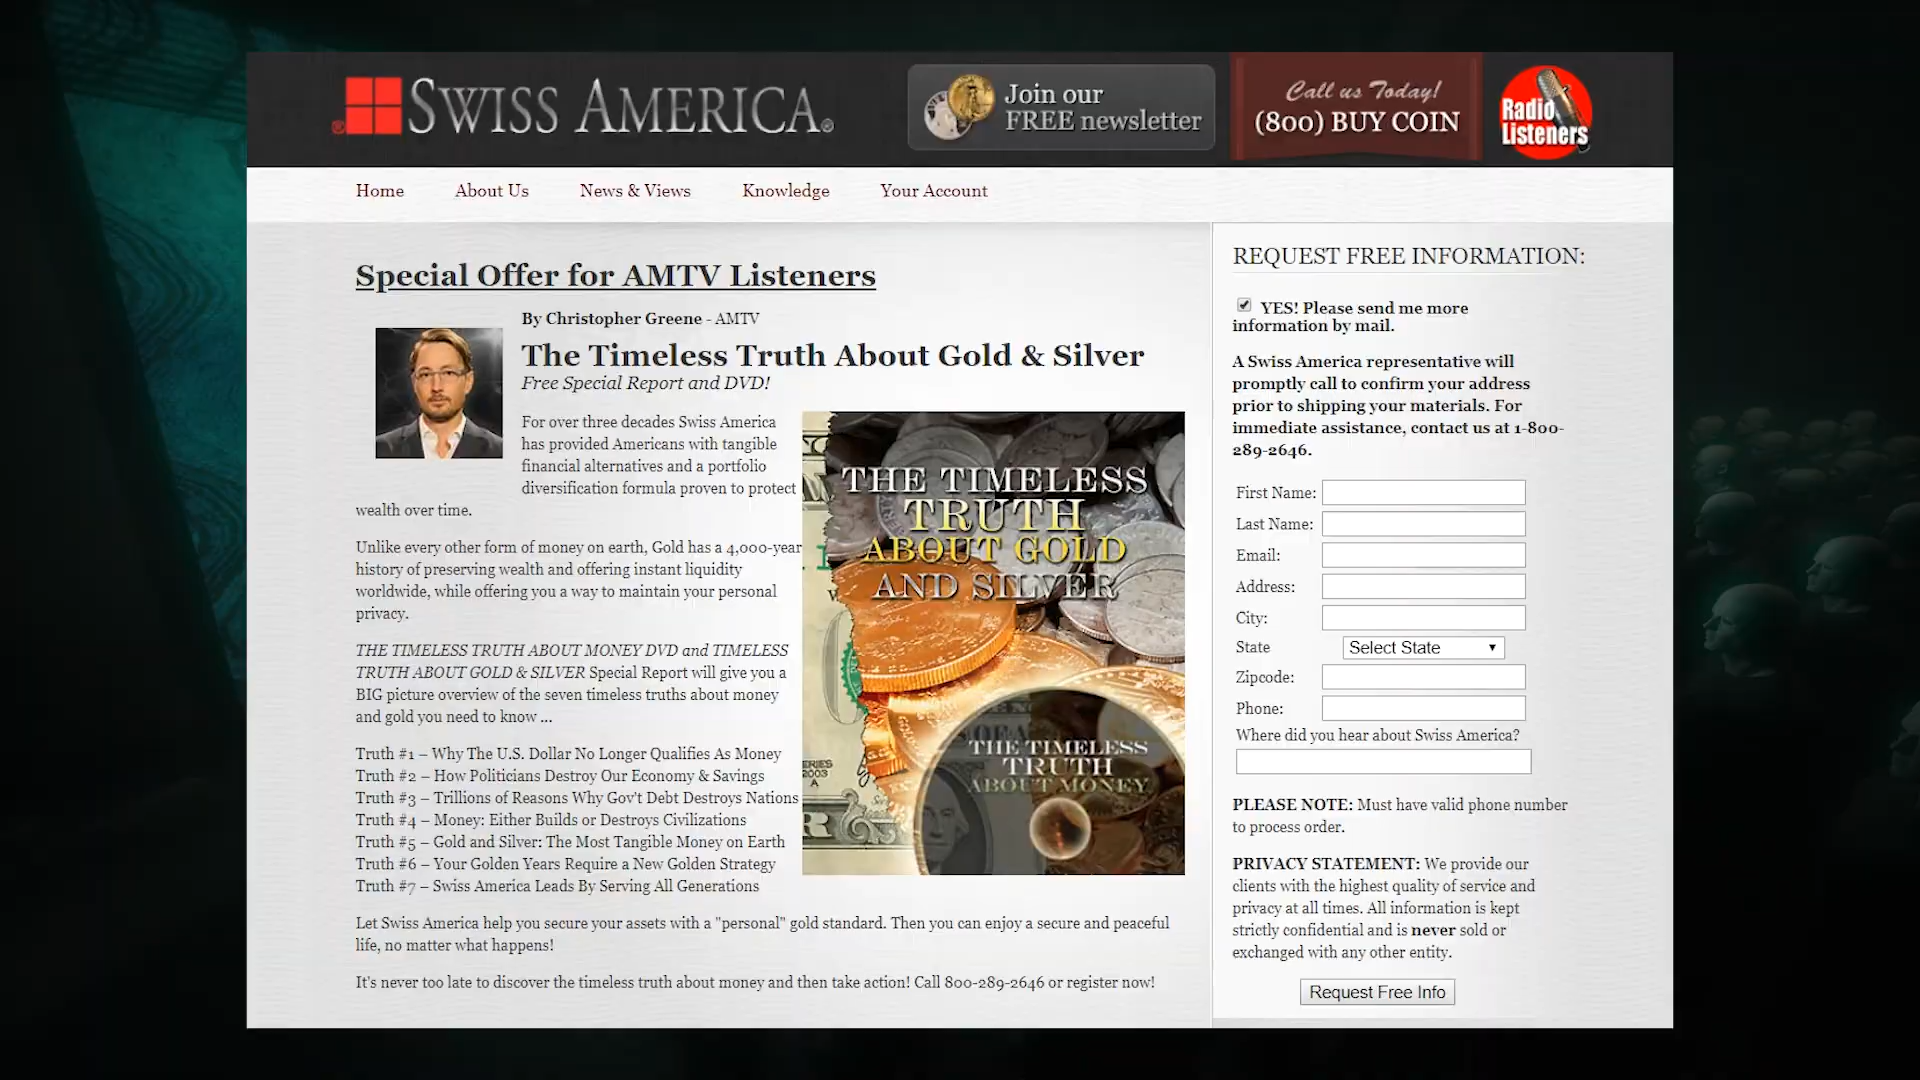 SWISS AMERICA
Join our
FREE newsletter
Call us Today!
(800) BUY COIN
Radio
Listeners
Home
About Us
News & Views
Knowledge
Your Account
Special Offer for AMTV Listeners
By Christopher Greene - AMTV
The Timeless Truth About Gold & Silver
Free Special Report and DVD!
For over three decades Swiss America
has provided Americans with tangible
financial alternatives and a portfolio
diversification formula proven to protect
wealth over time.
Unlike every other form of money on earth, Gold has a 4,000-year
history of preserving wealth and offering instant liquidity
worldwide, while offering you a way to maintain your personal
privacy.
THE TIMELESS TRUTH ABOUT MONEY DVD and TIMELESS
TRUTH ABOUT GOLD & SILVER Special Report will give you a
BIG picture overview of the seven timeless truths about money
and gold you need to know ...
Truth #1 – Why The U.S. Dollar No Longer Qualifies As Money
Truth #2 – How Politicians Destroy Our Economy & Savings
Truth #3 – Trillions of Reasons Why Gov't Debt Destroys Nations
Truth #4 – Money: Either Builds or Destroys Civilizations
Truth #5 – Gold and Silver: The Most Tangible Money on Earth
Truth #6 – Your Golden Years Require a New Golden Strategy
Truth #7 – Swiss America Leads By Serving All Generations
THE TIMELESS
TRUTH
ABOUT GOLD
AND SILVER
THE TIMELESS
TRUTH
ABOUT MONEY
SERIES
2003
A
Let Swiss America help you secure your assets with a "personal" gold standard. Then you can enjoy a secure and peaceful
life, no matter what happens!
It's never too late to discover the timeless truth about money and then take action! Call 800-289-2646 or register now!
REQUEST FREE INFORMATION:
YES! Please send me more
information by mail.
A Swiss America representative will
promptly call to confirm your address
prior to shipping your materials. For
immediate assistance, contact us at 1-800-
289-2646.
First Name:
Last Name:
Email:
Address:
City:
State Select State
Zipcode:
Phone:
Where did you hear about Swiss America?
PLEASE NOTE: Must have valid phone number
to process order.
PRIVACY STATEMENT: We provide our
clients with the highest quality of service and
privacy at all times. All information is kept
strictly confidential and is never sold or
exchanged with any other entity.
Request Free Info